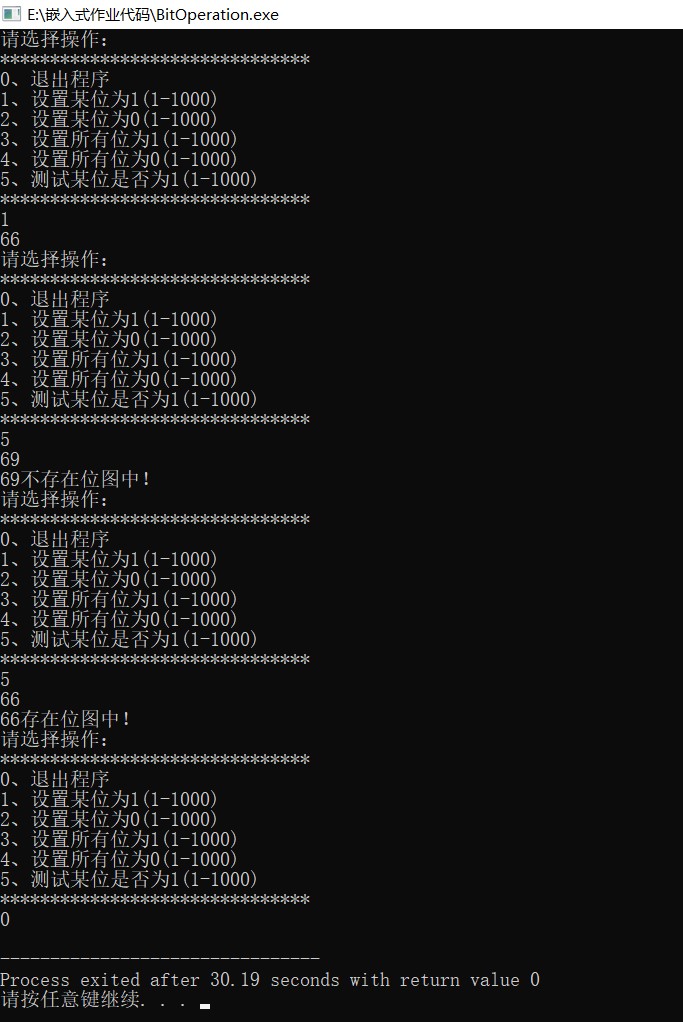 E:\嵌入式作业代码\BitOperation.exe
请选择操作:
*******************************
0、退出程序
1、设置某位为1(1-1000)
2、设置某位为0(1-1000)
3、设置所有位为1(1-1000)
4、设置所有位为0(1-1000)
5、测试某位是否为1(1-1000)
*******************************
1
66
请选择操作:
*******************************
0、退出程序
1、设置某位为1(1-1000)
2、设置某位为0(1-1000)
3、设置所有位为1(1-1000)
4、设置所有位为0(1-1000)
5、测试某位是否为1(1-1000)
*******************************
5
69
69不存在位图中!
请选择操作:
*******************************
0、退出程序
1、设置某位为1(1-1000)
2、设置某位为0(1-1000)
3、设置所有位为1(1-1000)
4、设置所有位为0(1-1000)
5、测试某位是否为1(1-1000)
*******************************
5
66
66存在位图中!
请选择操作:
*******************************
0、退出程序
1、设置某位为1(1-1000)
2、设置某位为0(1-1000)
3、设置所有位为1(1-1000)
4、设置所有位为0(1-1000)
5、测试某位是否为1(1-1000)
*******************************
0
--------------------------------
Process exited after 30.19 seconds with return value 0
请按任意键继续. . .